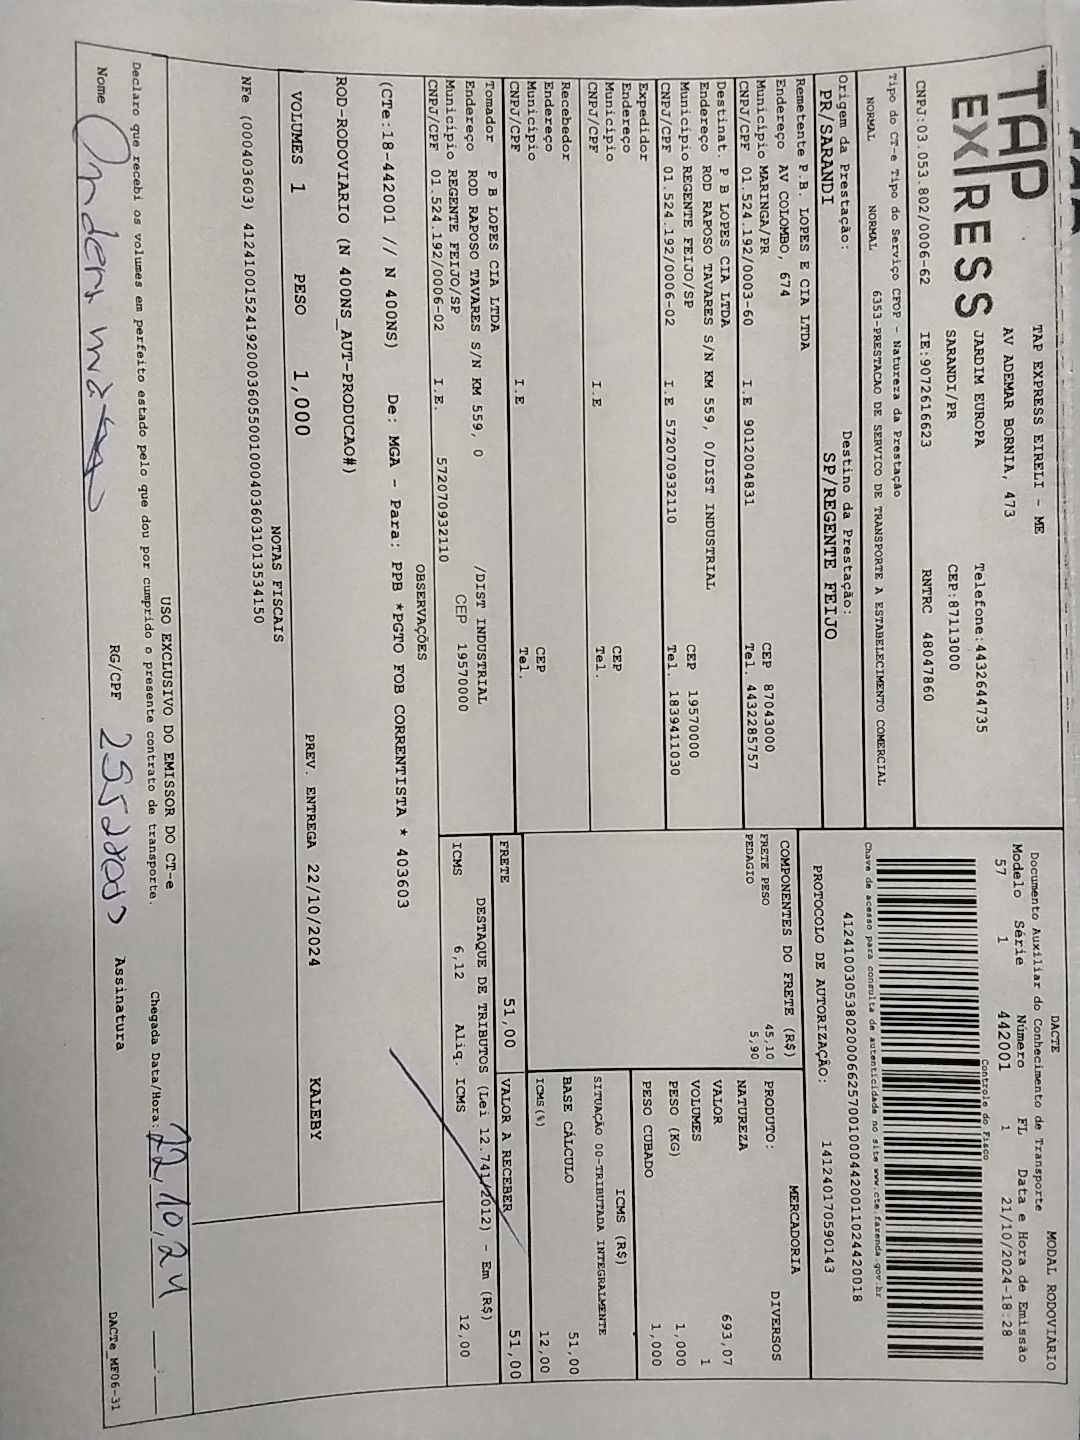 TAP
EXPRESS
TAP EXPRESS EIRELI - ME
AV ADEMAR BORNIA, 473
JARDIM EUROPA Telefone:4432644735
SARANDI/PR CEP:87113000
CNPJ:03.053.802/0006-62 IE:9072616623 RNTRC 48047860
Tipo do CT-e Tipo do Serviço CFOP - Natureza da Prestação
NORMAL NORMAL 6353-PRESTACAO DE SERVICO DE TRANSPORTE A ESTABELECIMENTO COMERCIAL
Origem da Prestação: Destino da Prestação:
PR/SARANDI SP/REGENTE FEIJO
DACTE MODAL RODOVIÁRIO
Documento Auxiliar do Conhecimento de Transporte
Modelo Série Número FL Data e Hora de Emissão
57 1 442001 1 21/10/2024-18:28
Controle do Fisco
Chave de acesso para consulta de autenticidade no site www.cte.fazenda.gov.br
41241003053802000662570010004420011024420018
PROTOCOLO DE AUTORIZAÇÃO: 141240170590143
Remetente P.B. LOPES E CIA LTDA
Endereço AV COLOMBO, 674
Município MARINGA/PR CEP 87043000
CNPJ/CPF 01.524.192/0003-60 I.E 9012004831 Tel. 4432285757
Destinat. P B LOPES CIA LTDA
Endereço ROD RAPOSO TAVARES S/N KM 559, 0/DIST INDUSTRIAL
Município REGENTE FEIJO/SP CEP 19570000
CNPJ/CPF 01.524.192/0006-02 I.E 572070932110 Tel. 1839411030
Expedidor
Endereço
Município CEP
CNPJ/CPF I.E Tel.
Recebedor
Endereço
Município CEP
CNPJ/CPF I.E Tel.
Tomador P B LOPES CIA LTDA
Endereço ROD RAPOSO TAVARES S/N KM 559, 0 /DIST INDUSTRIAL
Município REGENTE FEIJO/SP CEP 19570000
CNPJ/CPF 01.524.192/0006-02 I.E. 572070932110
COMPONENTES DO FRETE (R$)
FRETE PESO 45,10
PEDAGIO 5,90
MERCADORIA
PRODUTO: DIVERSOS
NATUREZA
VALOR 693,07
VOLUMES 1
PESO (KG) 1,000
PESO CUBADO 1,000
ICMS (R$)
SITUAÇÃO 00-TRIBUTADA INTEGRALMENTE
BASE CÁLCULO 51,00
ICMS(%) 12,00
FRETE 51,00 VALOR A RECEBER 51,00
DESTAQUE DE TRIBUTOS (Lei 12.741/2012) - Em (R$)
ICMS 6,12 Aliq. ICMS 12,00
OBSERVAÇÕES
(CTe:18-442001 // N 400NS) De: MGA - Para: PPB *PGTO FOB CORRENTISTA * 403603
ROD-RODOVIARIO (N 400NS_AUT-PRODUCAO#)
VOLUMES 1 PESO 1,000 PREV. ENTREGA 22/10/2024 KALEBY
NOTAS FISCAIS
NFe (000403603) 41241001524192000360550010004036031013534150
USO EXCLUSIVO DO EMISSOR DO CT-e
Declaro que recebi os volumes em perfeito estado pelo que dou por cumprido o presente contrato de transporte. Chegada Data/Hora: 22,10,24
Nome RG/CPF Assinatura
DACTe_MF06-31